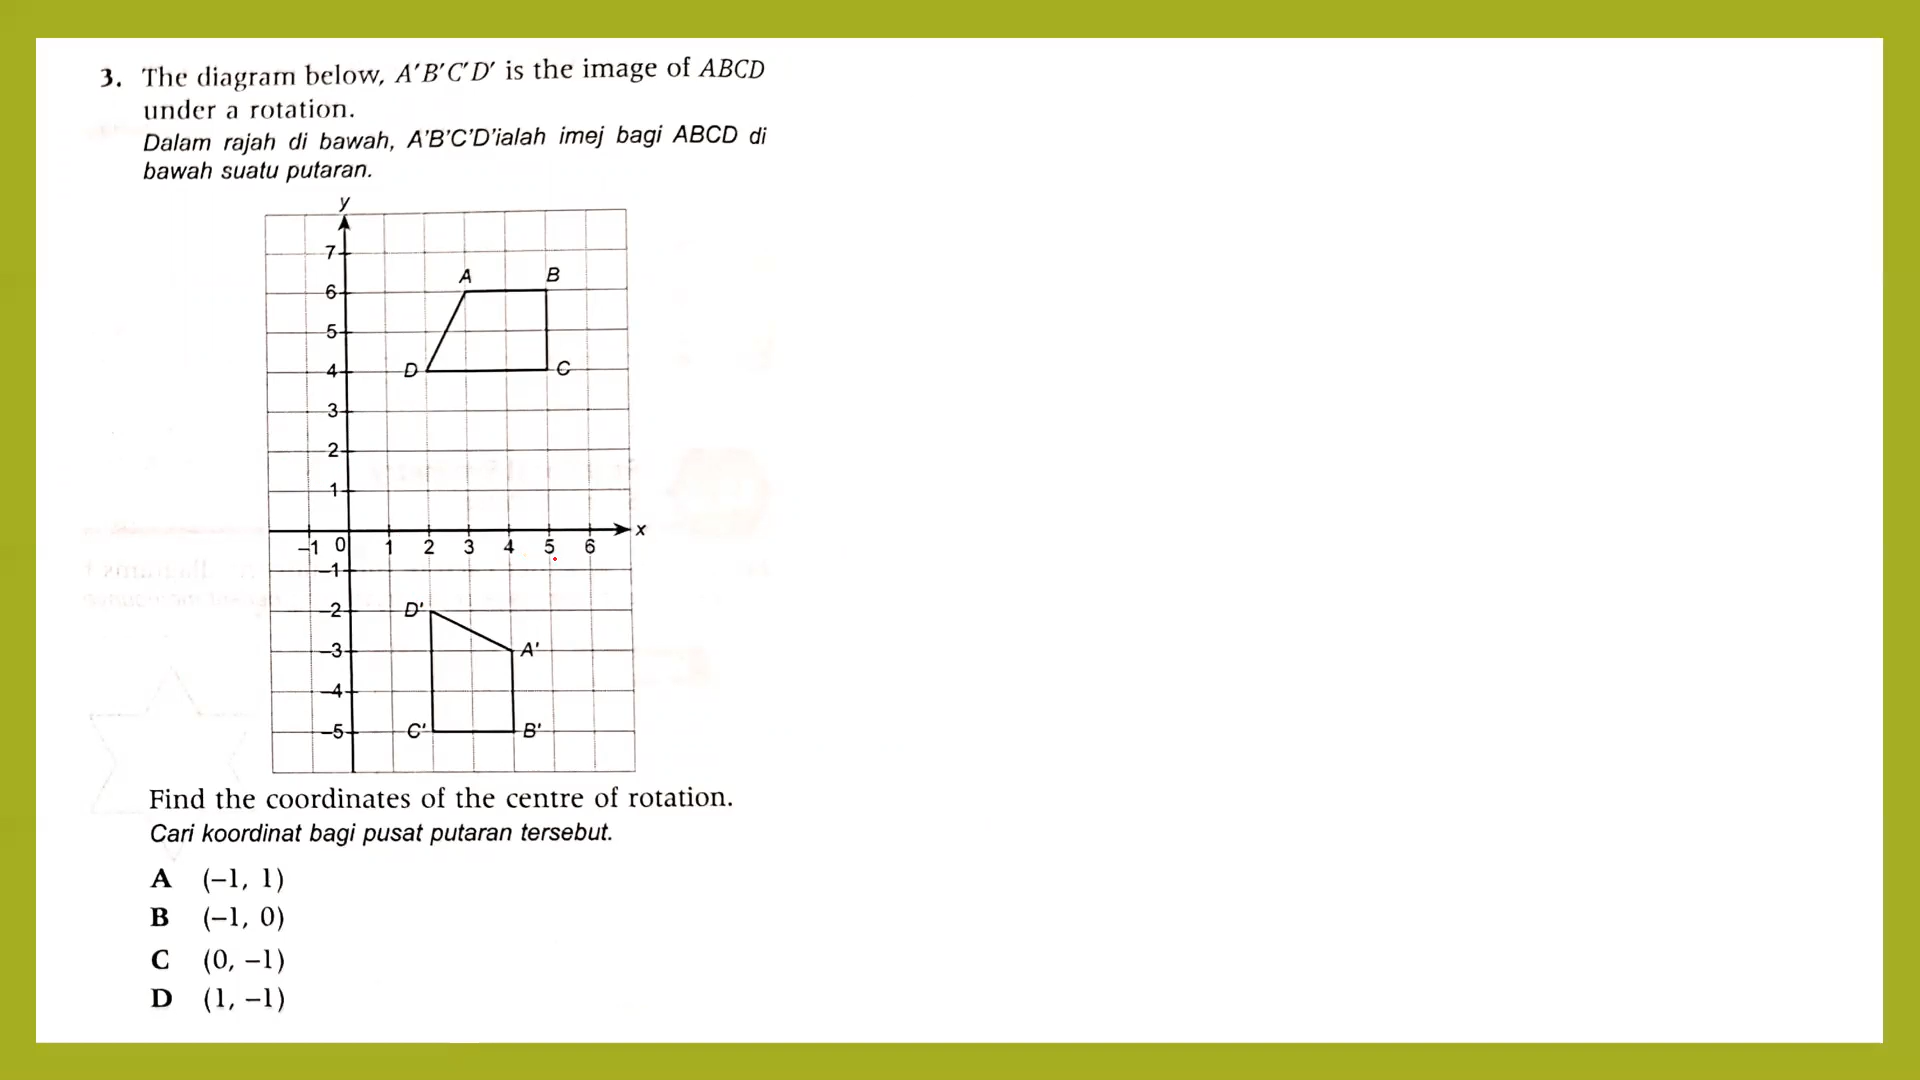 3. The diagram below, A′B′C′D′ is the image of ABCD
under a rotation.
Dalam rajah di bawah, A'B'C'D'ialah imej bagi ABCD di
bawah suatu putaran.
y
7
A B
6
5
4 D C
3
2
1
x
–1 0 1 2 3 4 5 6
–1
–2 D'
–3 A'
–4
–5 C' B'
Find the coordinates of the centre of rotation.
Cari koordinat bagi pusat putaran tersebut.
A (–1, 1)
B (–1, 0)
C (0, –1)
D (1, –1)